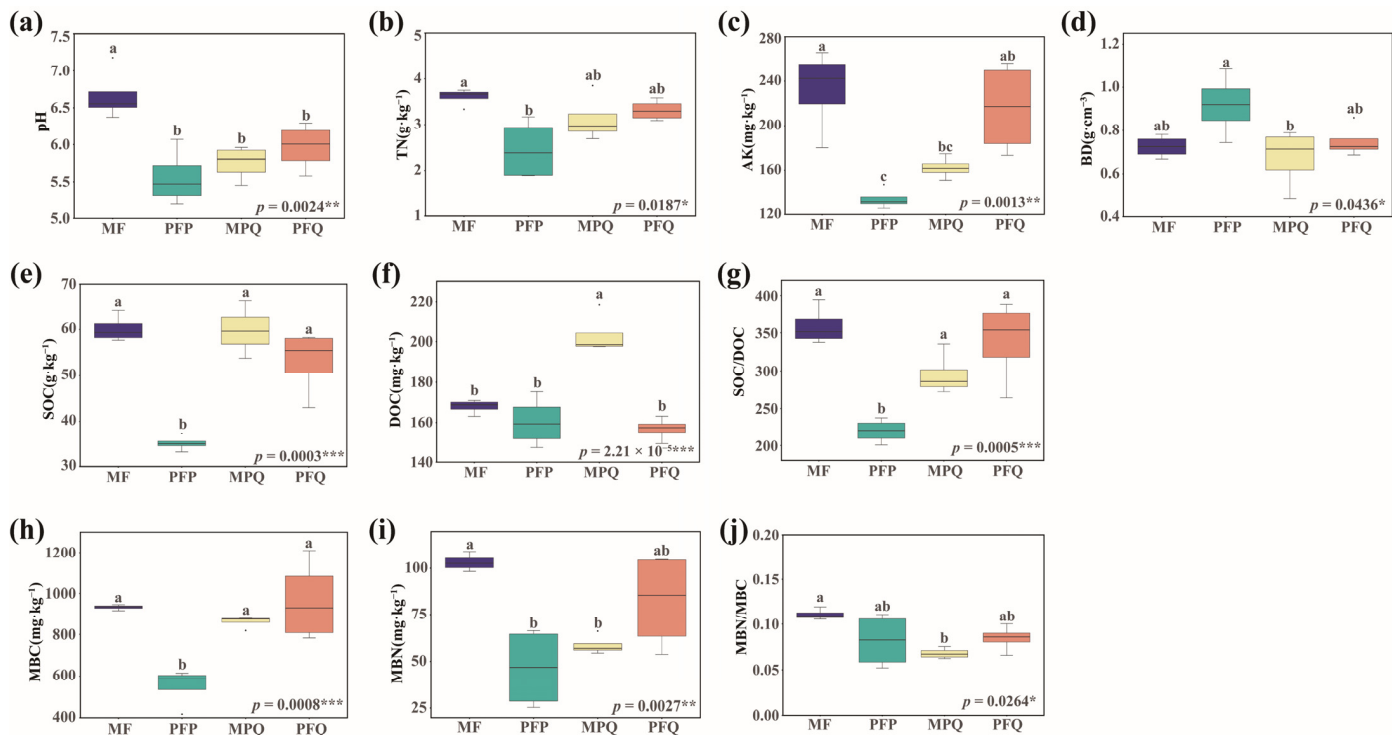 (a)
7.5
7.0
6.5
6.0
5.5
5.0
pH
a
b
b
b
p = 0.0024**
MF PFP MPQ PFQ
(b)
5
4
3
2
1
TN(g·kg⁻¹)
a
b
ab
ab
p = 0.0187*
MF PFP MPQ PFQ
(c)
280
240
200
160
120
AK(mg·kg⁻¹)
a
c
bc
ab
p = 0.0013**
MF PFP MPQ PFQ
(d)
1.2
1.0
0.8
0.6
0.4
BD(g·cm⁻³)
ab
a
b
ab
p = 0.0436*
MF PFP MPQ PFQ
(e)
70
60
50
40
30
SOC(g·kg⁻¹)
a
b
a
a
p = 0.0003***
MF PFP MPQ PFQ
(f)
220
200
180
160
140
DOC(mg·kg⁻¹)
b
b
a
b
p = 2.21 × 10⁻⁵***
MF PFP MPQ PFQ
(g)
400
350
300
250
200
SOC/DOC
a
b
a
a
p = 0.0005***
MF PFP MPQ PFQ
(h)
1200
1000
800
600
400
MBC(mg·kg⁻¹)
a
b
a
a
p = 0.0008***
MF PFP MPQ PFQ
(i)
100
75
50
25
MBN(mg·kg⁻¹)
a
b
b
ab
p = 0.0027**
MF PFP MPQ PFQ
(j)
0.20
0.15
0.10
0.05
0.00
MBN/MBC
a
ab
b
ab
p = 0.0264*
MF PFP MPQ PFQ